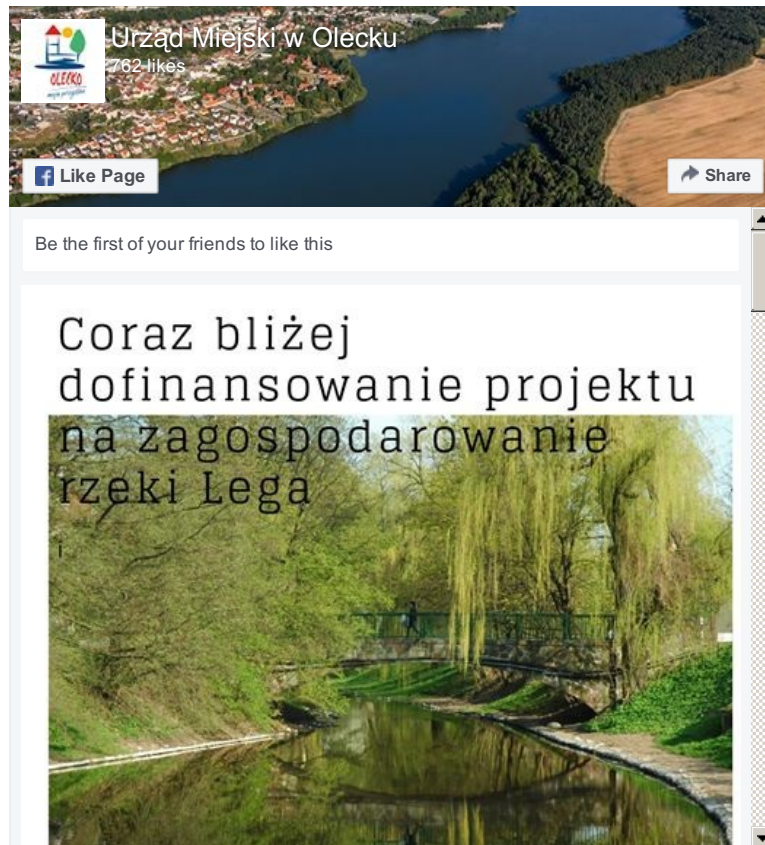 Urząd Miejski w Olecku
762 likes
OLECKO
Like Page
Share
Be the first of your friends to like this
Coraz bliżej
dofinansowanie projektu
na zagospodarowanie
rzeki Lega
i